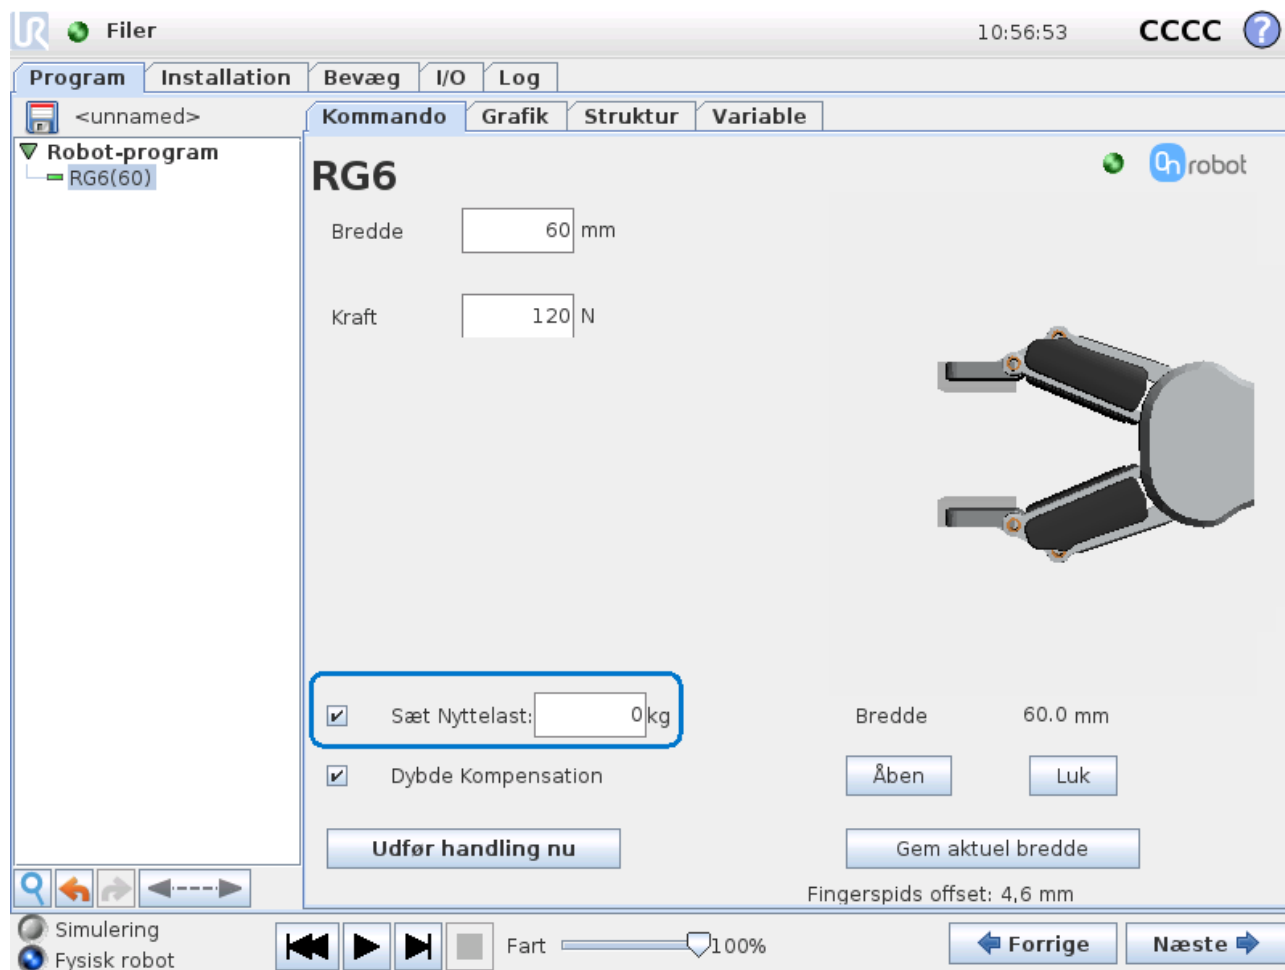 Filer 10:56:53 CCCC ?
Program Installation Bevæg I/O Log
<unnamed>
Kommando Grafik Struktur Variable
Robot-program
RG6(60)
RG6
On robot
Bredde 60 mm
Kraft 120 N
Sæt Nyttelast: 0 kg
Bredde 60.0 mm
Dybde Kompensation
Åben Luk
Udfør handling nu
Gem aktuel bredde
Fingerspids offset: 4,6 mm
Simulering
Fysisk robot
Fart 100%
Forrige Næste